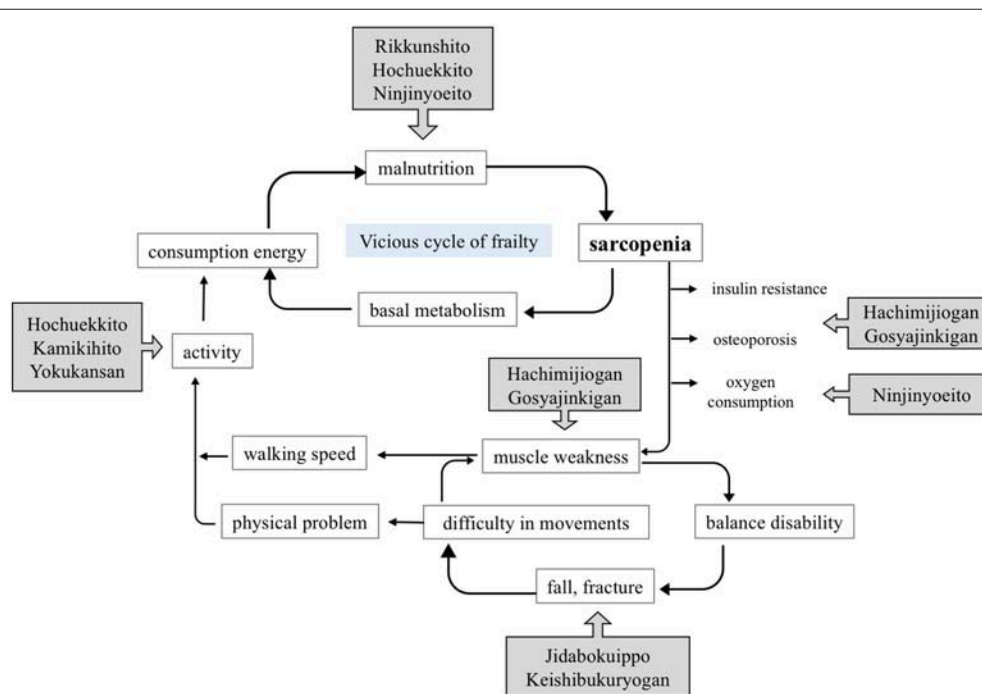 Rikkunshito
Hochuekkito
Ninjinyoeito
malnutrition
Vicious cycle of frailty
sarcopenia
consumption energy
basal metabolism
insulin resistance
Hochuekkito
Kamikihito
Yokukansan
activity
osteoporosis
Hachimijiogan
Gosyajinkigan
Hachimijiogan
Gosyajinkigan
oxygen
consumption
Ninjinyoeito
walking speed
muscle weakness
physical problem
difficulty in movements
balance disability
fall, fracture
Jidabokuippo
Keishibukuryogan